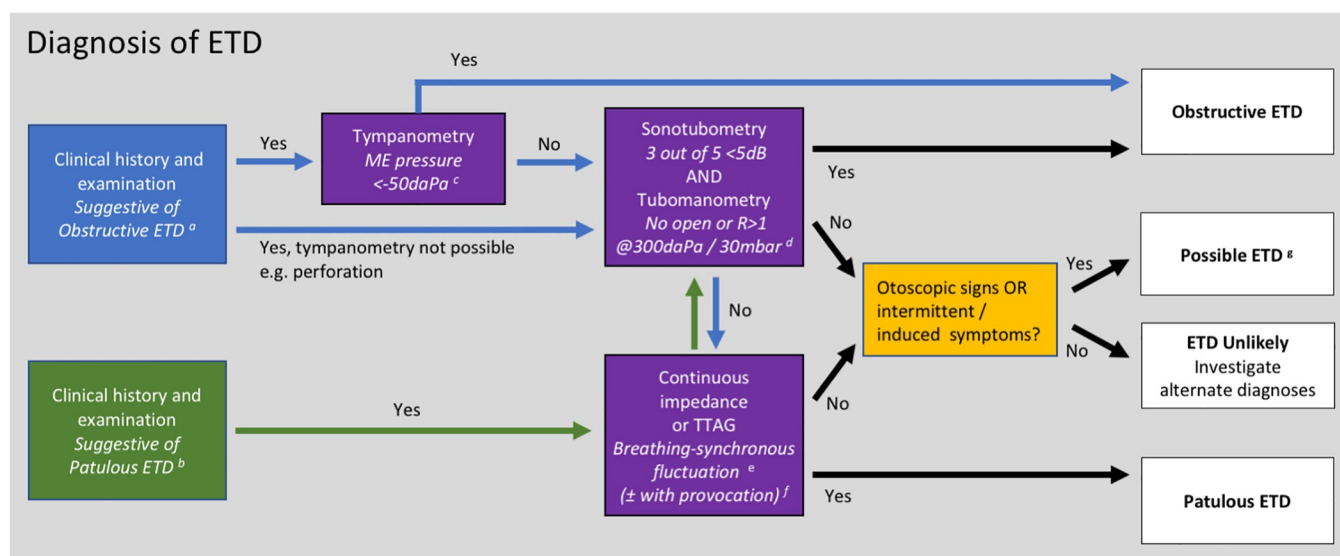 Diagnosis of ETD
Yes
Clinical history and
examination
Suggestive of
Obstructive ETD a
Yes
Tympanometry
ME pressure
<-50daPa c
No
Yes, tympanometry not possible
e.g. perforation
Sonotubometry
3 out of 5 <5dB
AND
Tubomanometry
No open or R>1
@300daPa / 30mbar d
Yes
No
Obstructive ETD
No
Otoscopic signs OR
intermittent /
induced symptoms?
Yes
No
Possible ETD g
ETD Unlikely
Investigate
alternate diagnoses
Clinical history and
examination
Suggestive of
Patulous ETD b
Yes
Continuous
impedance
or TTAG
Breathing-synchronous
fluctuation e
(± with provocation) f
No
Yes
Patulous ETD